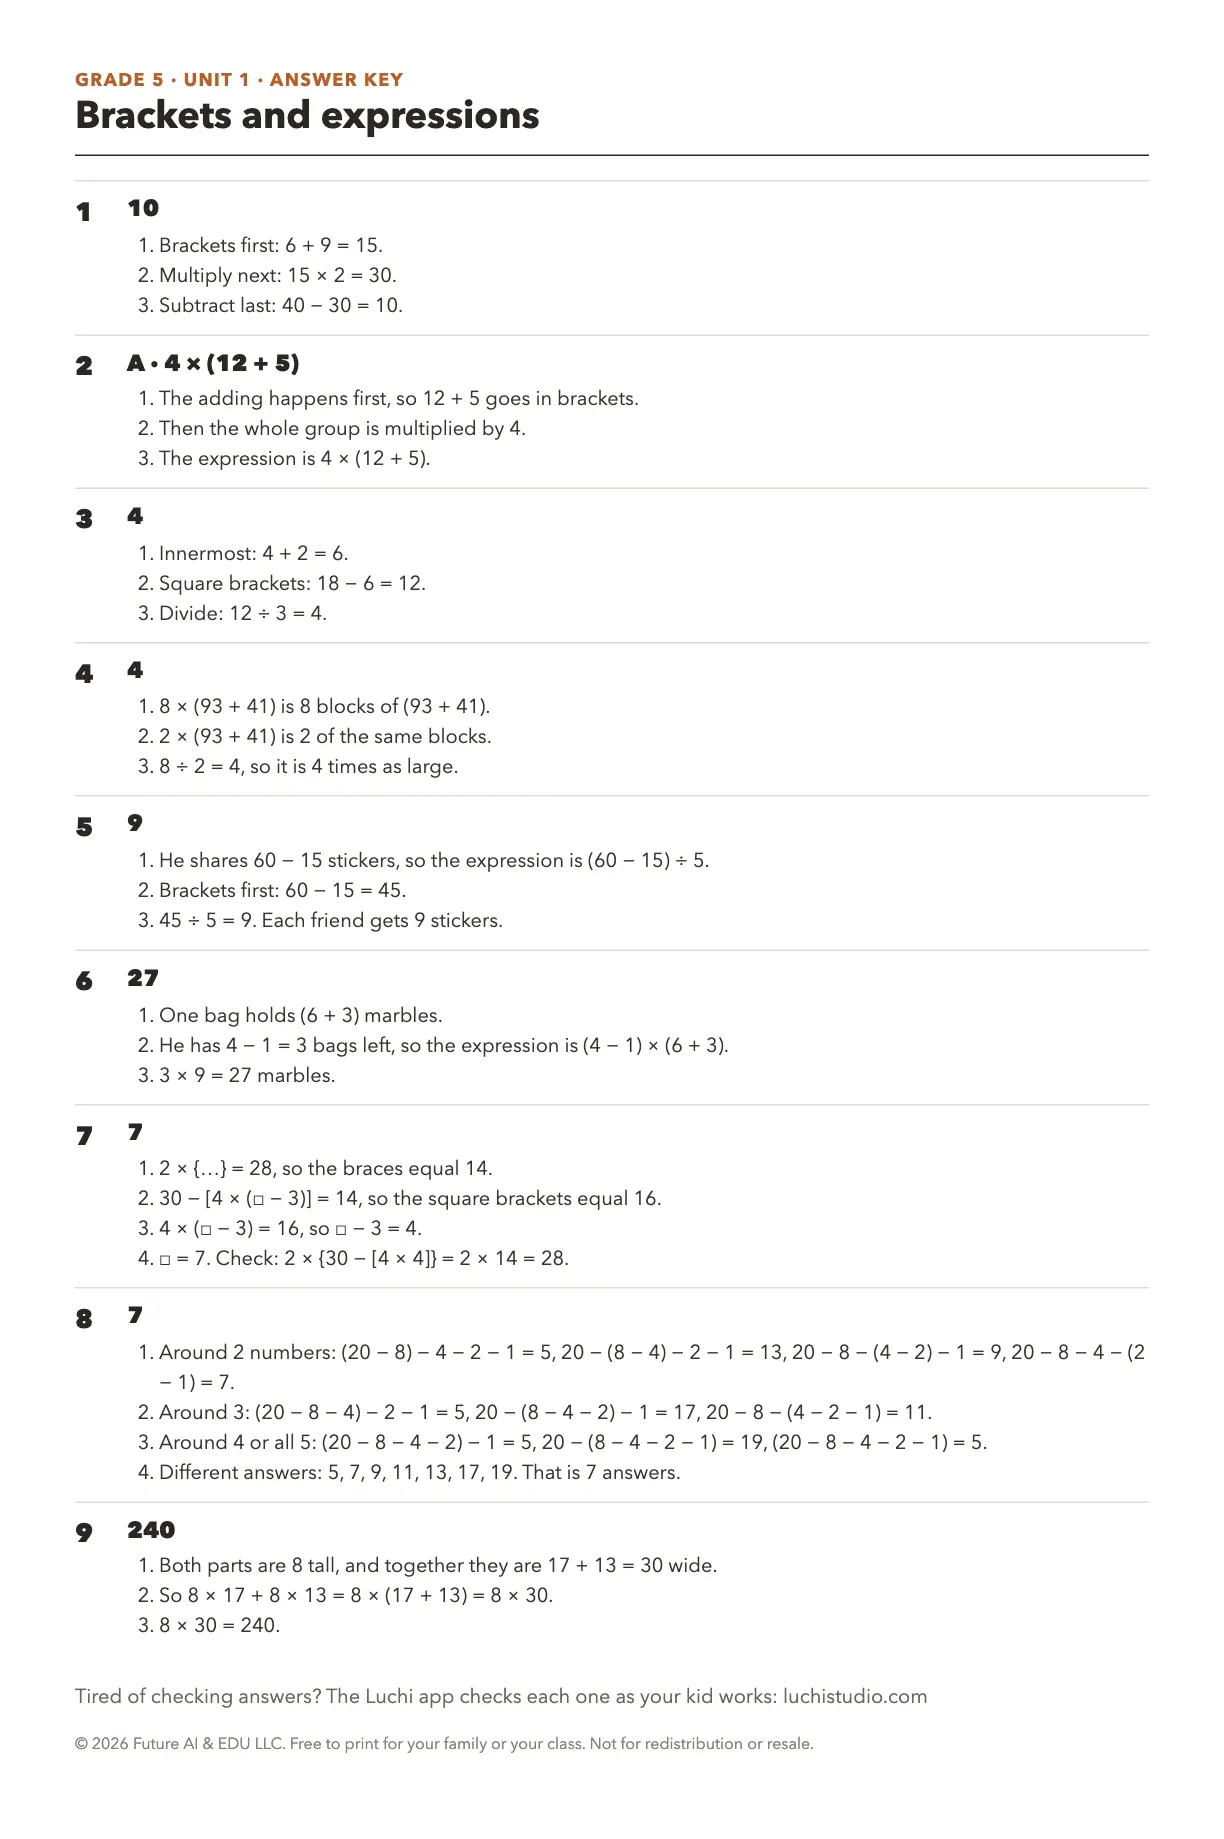 GRADE 5 · UNIT 1 · ANSWER KEY
Brackets and expressions
1 10
1. Brackets first: 6 + 9 = 15.
2. Multiply next: 15 × 2 = 30.
3. Subtract last: 40 − 30 = 10.
2 A · 4 × (12 + 5)
1. The adding happens first, so 12 + 5 goes in brackets.
2. Then the whole group is multiplied by 4.
3. The expression is 4 × (12 + 5).
3 4
1. Innermost: 4 + 2 = 6.
2. Square brackets: 18 − 6 = 12.
3. Divide: 12 ÷ 3 = 4.
4 4
1. 8 × (93 + 41) is 8 blocks of (93 + 41).
2. 2 × (93 + 41) is 2 of the same blocks.
3. 8 ÷ 2 = 4, so it is 4 times as large.
5 9
1. He shares 60 − 15 stickers, so the expression is (60 − 15) ÷ 5.
2. Brackets first: 60 − 15 = 45.
3. 45 ÷ 5 = 9. Each friend gets 9 stickers.
6 27
1. One bag holds (6 + 3) marbles.
2. He has 4 − 1 = 3 bags left, so the expression is (4 − 1) × (6 + 3).
3. 3 × 9 = 27 marbles.
7 7
1. 2 × {…} = 28, so the braces equal 14.
2. 30 − [4 × (□ − 3)] = 14, so the square brackets equal 16.
3. 4 × (□ − 3) = 16, so □ − 3 = 4.
4. □ = 7. Check: 2 × {30 − [4 × 4]} = 2 × 14 = 28.
8 7
1. Around 2 numbers: (20 − 8) − 4 − 2 − 1 = 5, 20 − (8 − 4) − 2 − 1 = 13, 20 − 8 − (4 − 2) − 1 = 9, 20 − 8 − 4 − (2
− 1) = 7.
2. Around 3: (20 − 8 − 4) − 2 − 1 = 5, 20 − (8 − 4 − 2) − 1 = 17, 20 − 8 − (4 − 2 − 1) = 11.
3. Around 4 or all 5: (20 − 8 − 4 − 2) − 1 = 5, 20 − (8 − 4 − 2 − 1) = 19, (20 − 8 − 4 − 2 − 1) = 5.
4. Different answers: 5, 7, 9, 11, 13, 17, 19. That is 7 answers.
9 240
1. Both parts are 8 tall, and together they are 17 + 13 = 30 wide.
2. So 8 × 17 + 8 × 13 = 8 × (17 + 13) = 8 × 30.
3. 8 × 30 = 240.
Tired of checking answers? The Luchi app checks each one as your kid works: luchistudio.com
© 2026 Future AI & EDU LLC. Free to print for your family or your class. Not for redistribution or resale.